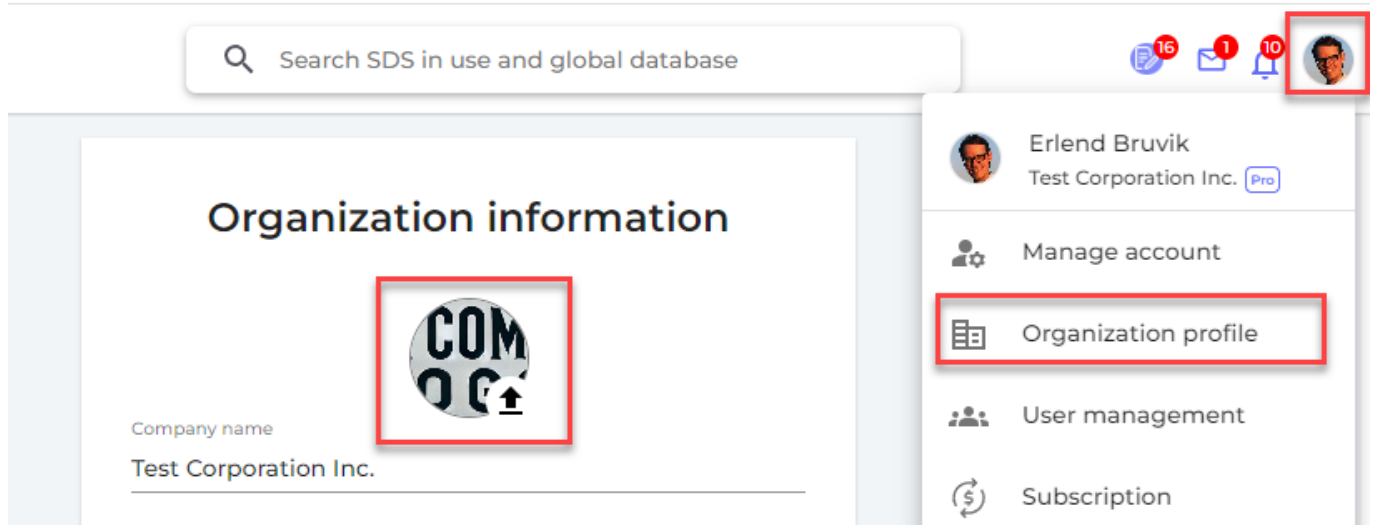 Search SDS in use and global database
16
1
10
Erlend Bruvik
Test Corporation Inc. Pro
Organization information
COM
Company name
Test Corporation Inc.
Manage account
Organization profile
User management
Subscription